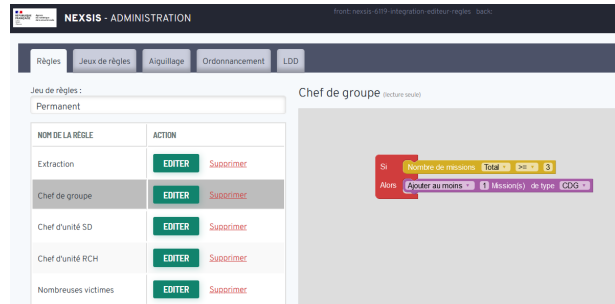 NEXSIS - ADMINISTRATION
front: nexsis-6119-integration-editeur-regles back:
Règles Jeux de règles Aiguillage Ordonnancement LDD
Jeu de règles :
Permanent
Chef de groupe (lecture seule)
NOM DE LA RÈGLE ACTION
Extraction EDITER Supprimer
Chef de groupe EDITER Supprimer
Chef d'unité SD EDITER Supprimer
Chef d'unité RCH EDITER Supprimer
Nombreuses victimes EDITER Supprimer
Si Nombre de missions Total >= 3
Alors Ajouter au moins 1 Mission(s) de type CDG